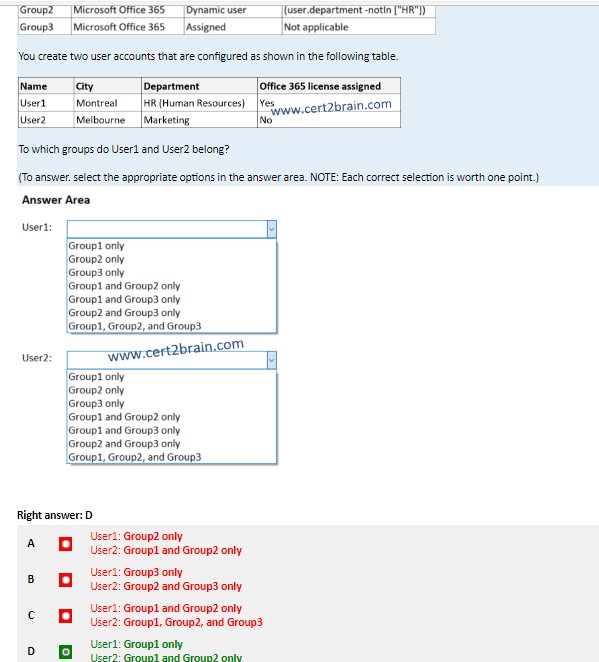 Group2 Microsoft Office 365 Dynamic user (user.department -notIn ["HR"])
Group3 Microsoft Office 365 Assigned Not applicable
You create two user accounts that are configured as shown in the following table.
Name City Department Office 365 license assigned
User1 Montreal HR (Human Resources) Yes
www.cert2brain.com
User2 Melbourne Marketing No
To which groups do User1 and User2 belong?
(To answer. select the appropriate options in the answer area. NOTE: Each correct selection is worth one point.)
Answer Area
User1:
Group1 only
Group2 only
Group3 only
Group1 and Group2 only
Group1 and Group3 only
Group2 and Group3 only
Group1, Group2, and Group3
User2:
www.cert2brain.com
Group1 only
Group2 only
Group3 only
Group1 and Group2 only
Group1 and Group3 only
Group2 and Group3 only
Group1, Group2, and Group3
Right answer: D
A User1: Group2 only
User2: Group1 and Group2 only
B User1: Group3 only
User2: Group2 and Group3 only
C User1: Group1 and Group2 only
User2: Group1, Group2, and Group3
D User1: Group1 only
User2: Group1 and Group2 only